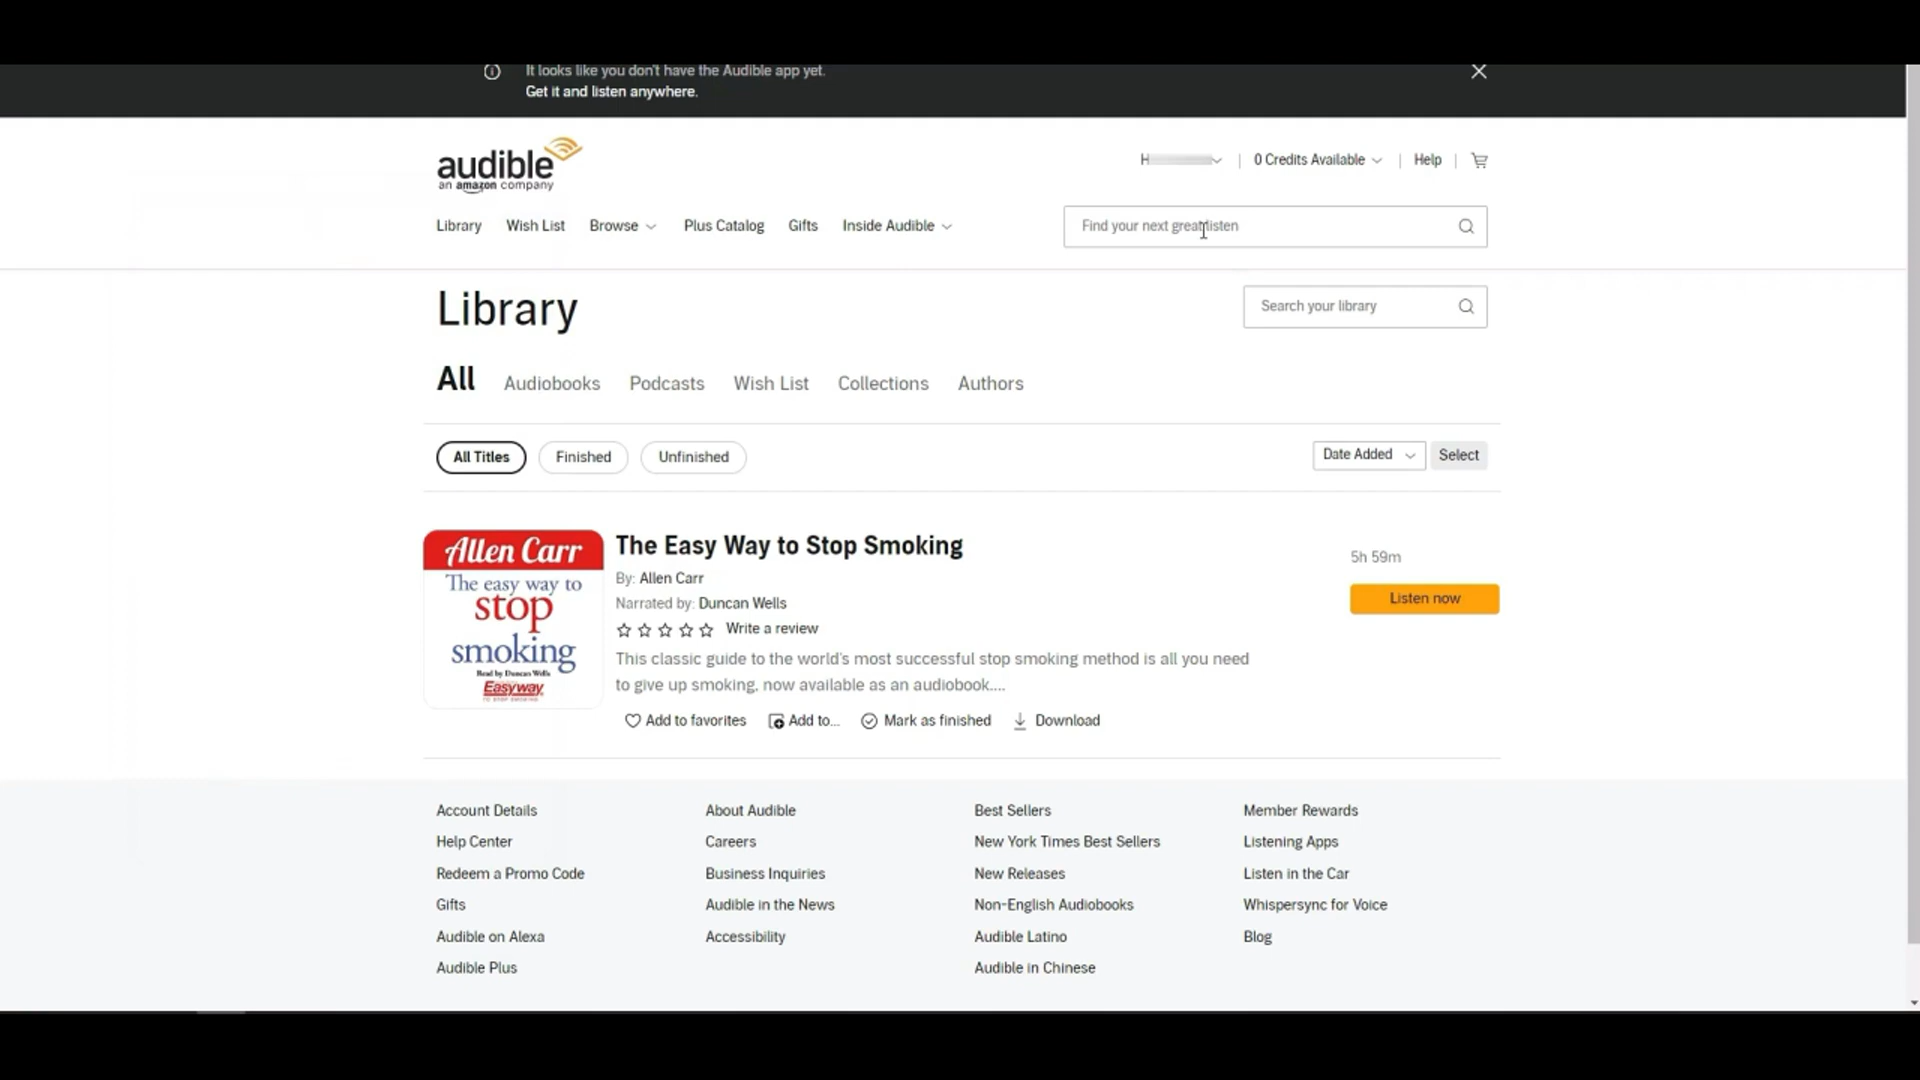 It looks like you don't have the Audible app yet.
Get it and listen anywhere.
audible
an amazon company
H
0 Credits Available
Help
Library
Wish List
Browse
Plus Catalog
Gifts
Inside Audible
Find your next great listen
Library
Search your library
All
Audiobooks
Podcasts
Wish List
Collections
Authors
All Titles
Finished
Unfinished
Date Added
Select
Allen Carr
The easy way to
stop
smoking
Read by Duncan Wells
Easyway
TO STOP SMOKING
The Easy Way to Stop Smoking
By: Allen Carr
Narrated by: Duncan Wells
Write a review
This classic guide to the world's most successful stop smoking method is all you need
to give up smoking, now available as an audiobook....
Add to favorites
Add to...
Mark as finished
Download
5h 59m
Listen now
Account Details
Help Center
Redeem a Promo Code
Gifts
Audible on Alexa
Audible Plus
About Audible
Careers
Business Inquiries
Audible in the News
Accessibility
Best Sellers
New York Times Best Sellers
New Releases
Non-English Audiobooks
Audible Latino
Audible in Chinese
Member Rewards
Listening Apps
Listen in the Car
Whispersync for Voice
Blog